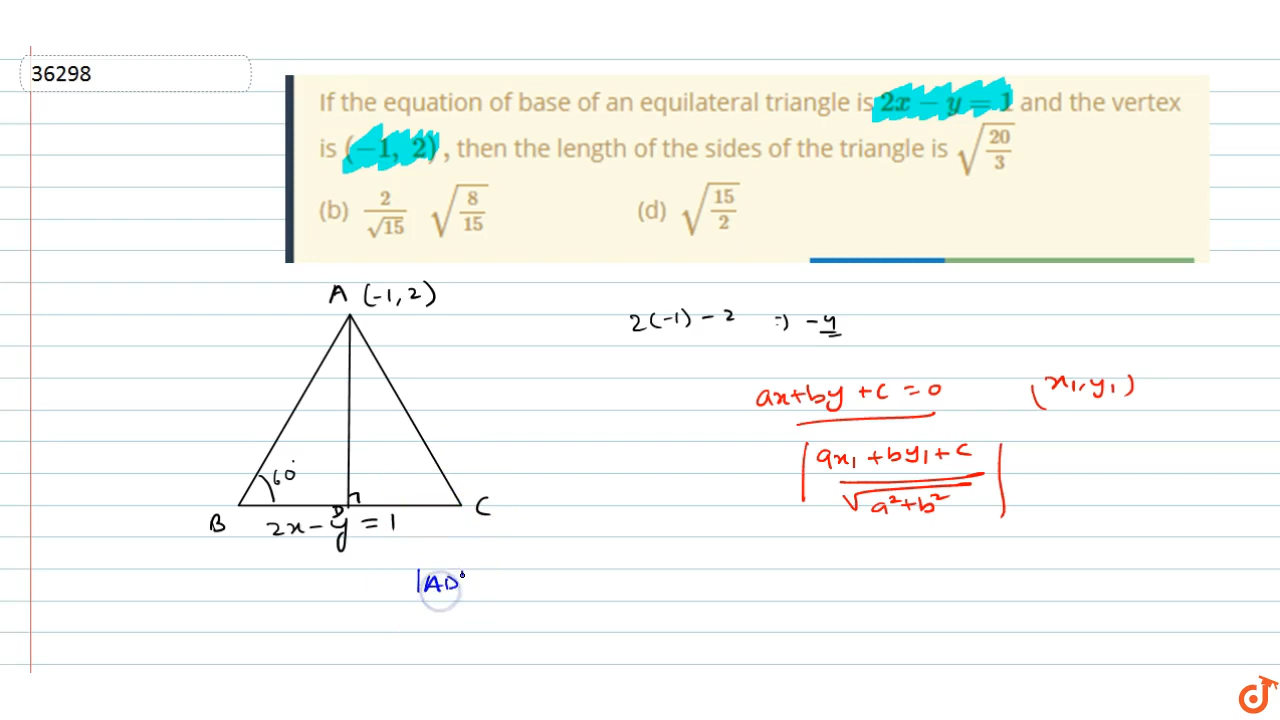 36298
If the equation of base of an equilateral triangle is 2x − y = 1 and the vertex
is (−1, 2) , then the length of the sides of the triangle is √(20/3)
(b) 2/√15 √(8/15) (d) √(15/2)
A (-1, 2)
2(-1) - 2 ⇒ -4
ax+by+c = 0 (x₁, y₁)
|ax₁+by₁+c / √(a²+b²)|
60°
B D C
2x - y = 1
|AD